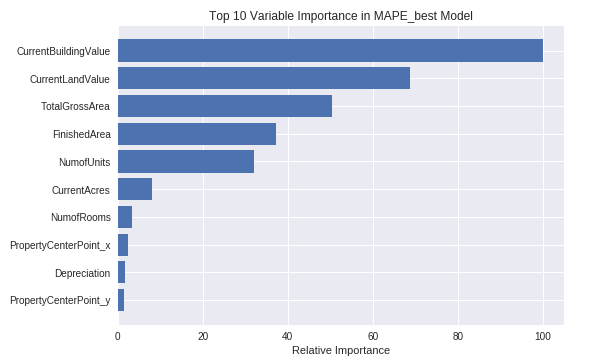 Top 10 Variable Importance in MAPE_best Model
CurrentBuildingValue
CurrentLandValue
TotalGrossArea
FinishedArea
NumofUnits
CurrentAcres
NumofRooms
PropertyCenterPoint_x
Depreciation
PropertyCenterPoint_y
0 20 40 60 80 100
Relative Importance